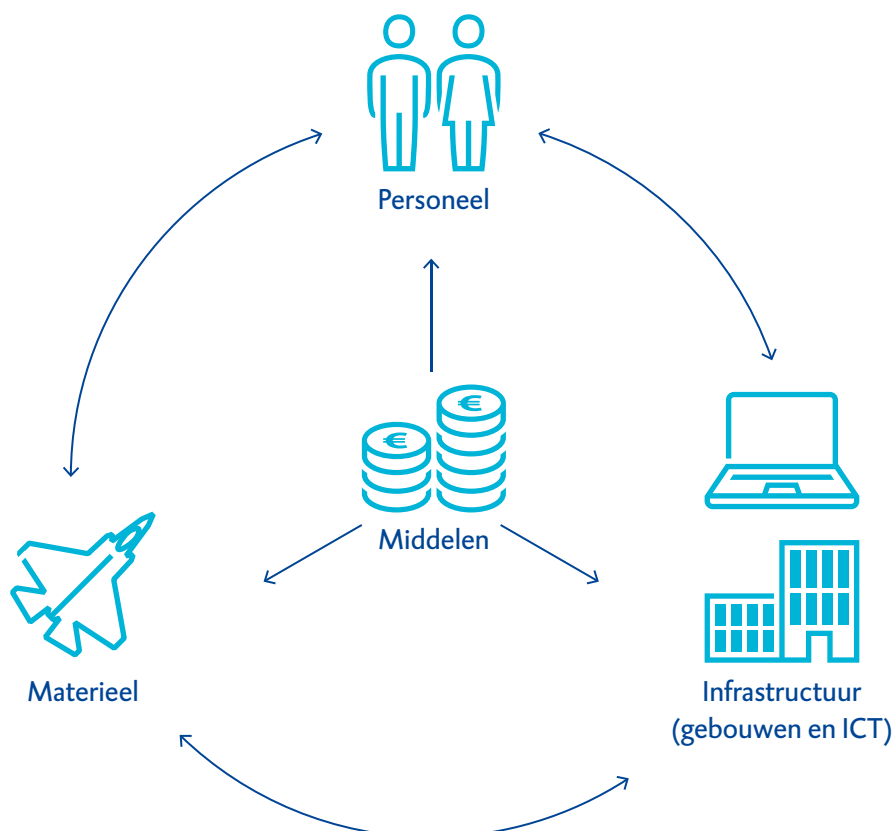 Personeel
€
€
Middelen
Materieel
Infrastructuur
(gebouwen en ICT)